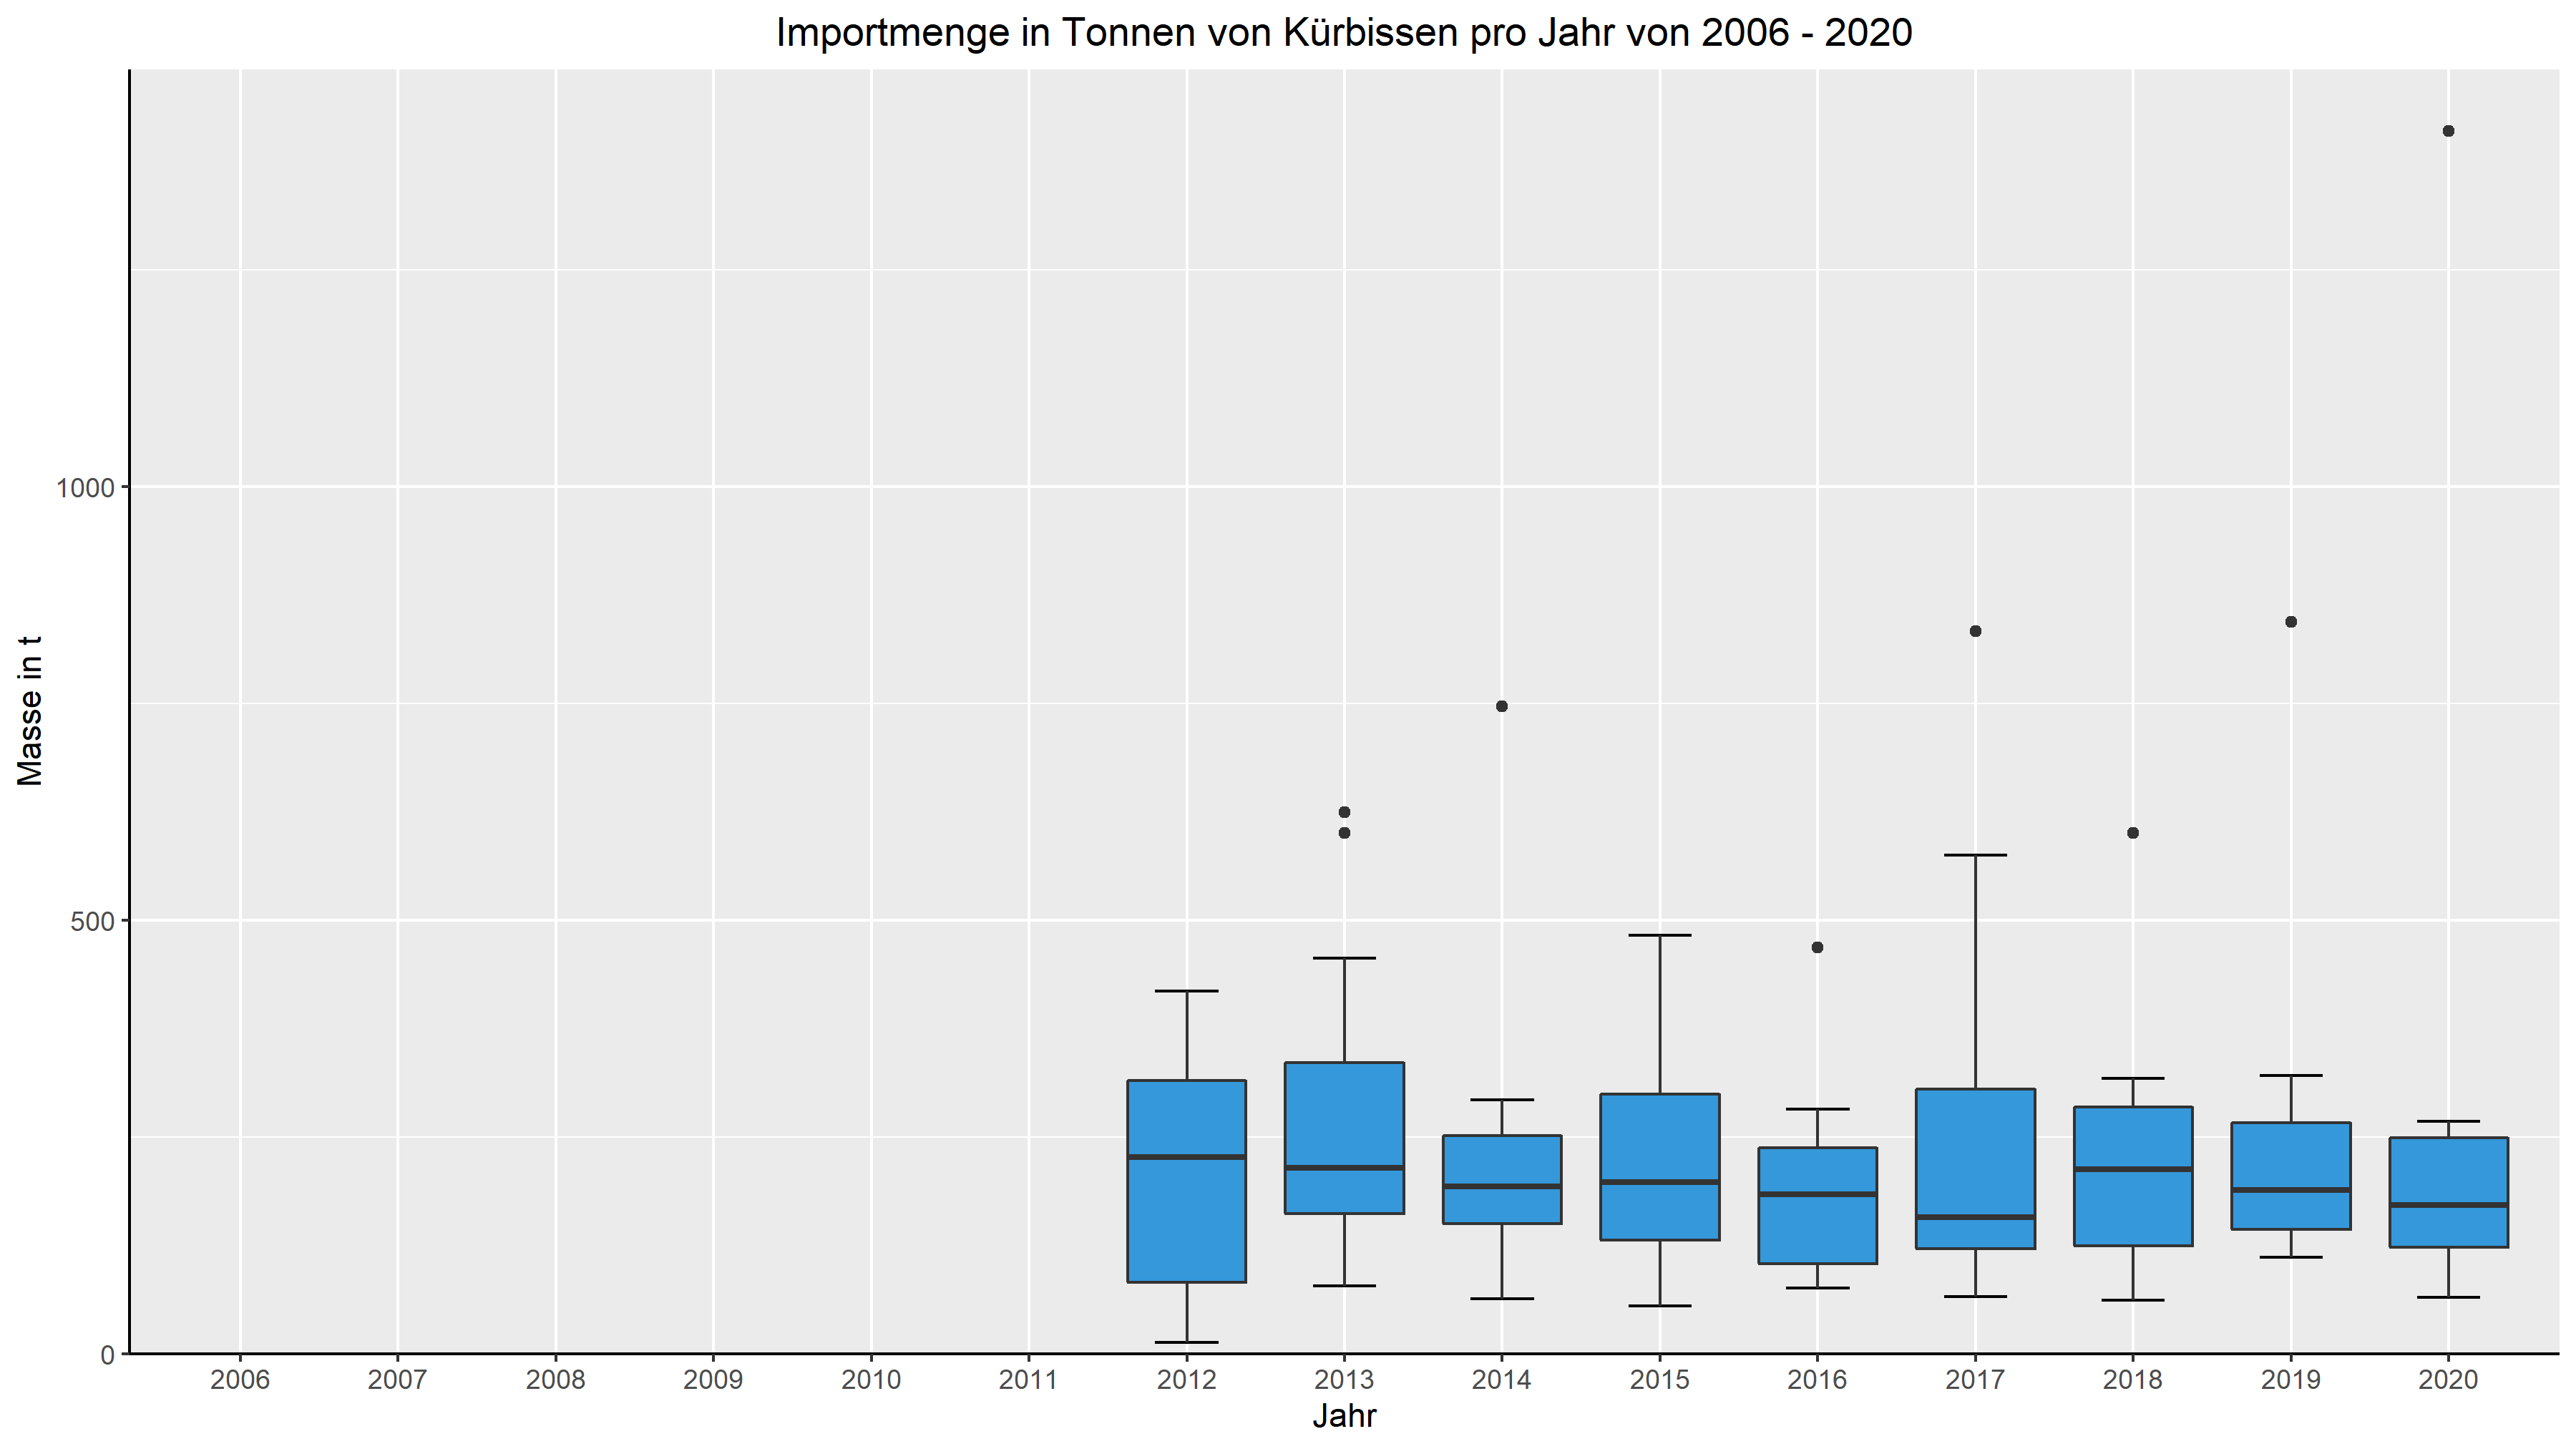 Importmenge in Tonnen von Kürbissen pro Jahr von 2006 - 2020
Masse in t
1000
500
0
2006 2007 2008 2009 2010 2011 2012 2013 2014 2015 2016 2017 2018 2019 2020
Jahr